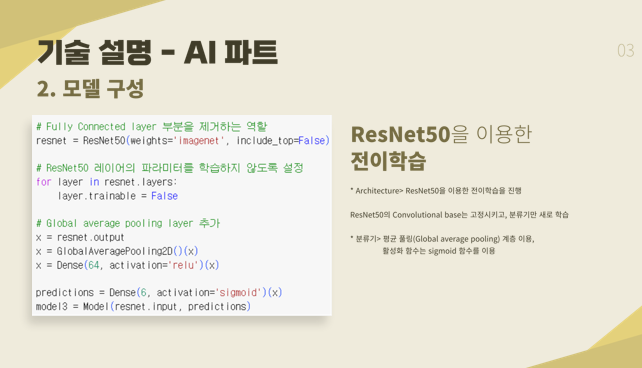 기술 설명 - AI 파트
03
2. 모델 구성
# Fully Connected layer 부분을 제거하는 역할
resnet = ResNet50(weights='imagenet', include_top=False)
# ResNet50 레이어의 파라미터를 학습하지 않도록 설정
for layer in resnet.layers:
layer.trainable = False
# Global average pooling layer 추가
x = resnet.output
x = GlobalAveragePooling2D()(x)
x = Dense(64, activation='relu')(x)
predictions = Dense(6, activation='sigmoid')(x)
model3 = Model(resnet.input, predictions)
ResNet50을 이용한
전이학습
* Architecture> ResNet50을 이용한 전이학습을 진행
ResNet50의 Convolutional base는 고정시키고, 분류기만 새로 학습
* 분류기> 평균 풀링(Global average pooling) 계층 이용,
활성화 함수는 sigmoid 함수를 이용